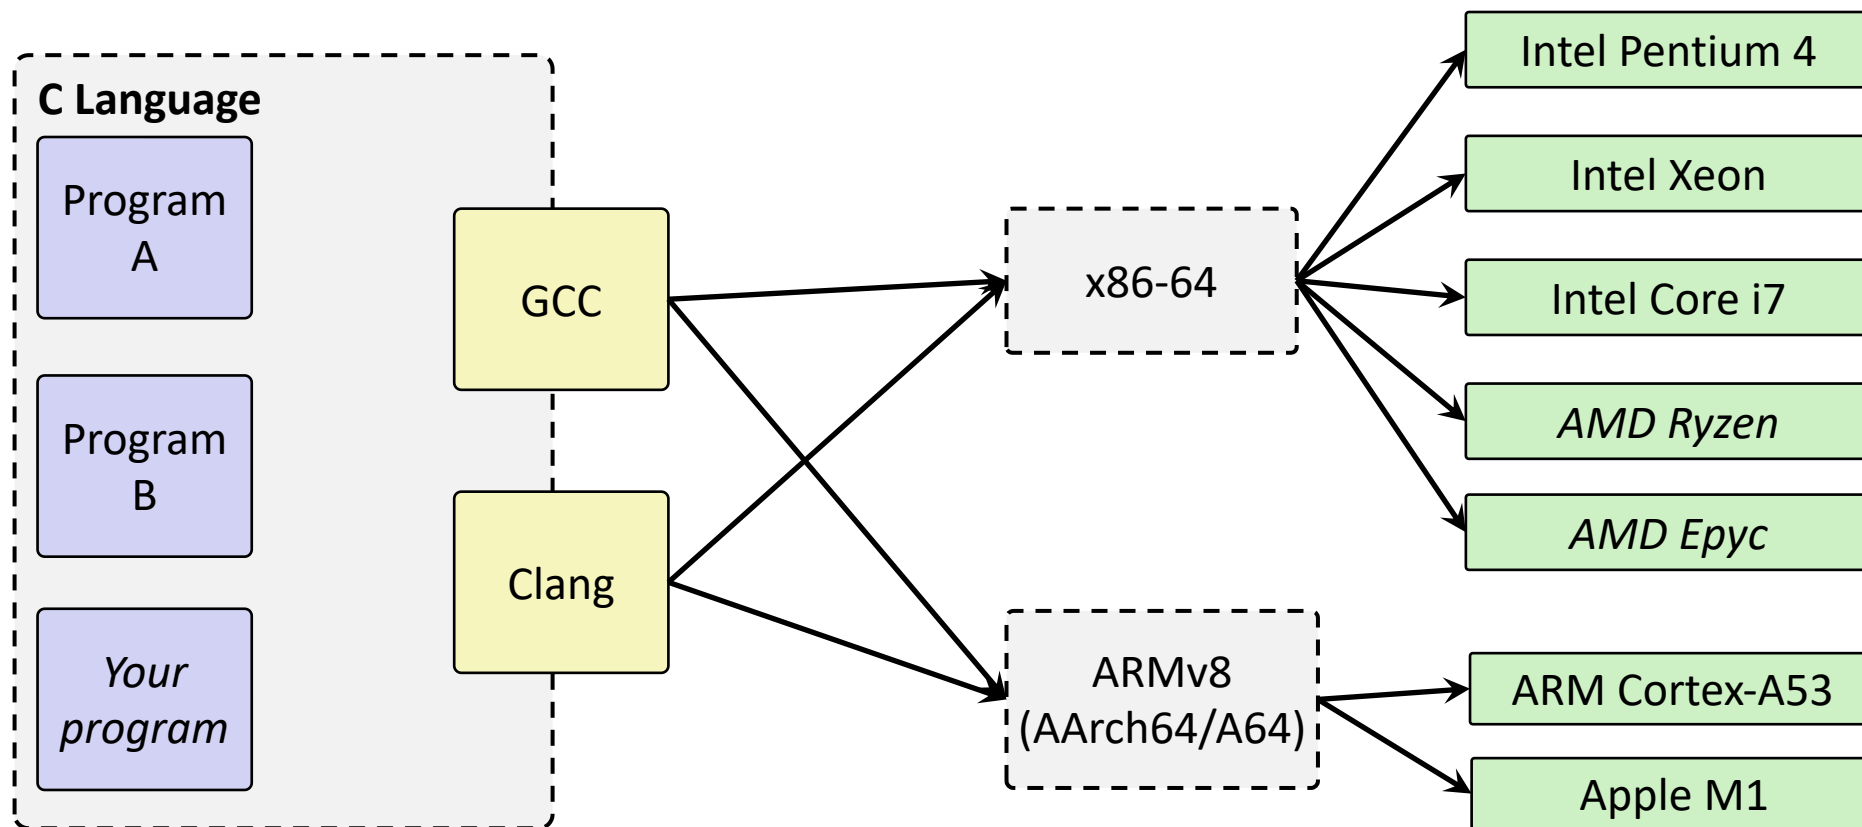 C Language
Program
A
Program
B
Your
program
GCC
Clang
x86-64
ARMv8
(AArch64/A64)
Intel Pentium 4
Intel Xeon
Intel Core i7
AMD Ryzen
AMD Epyc
ARM Cortex-A53
Apple M1